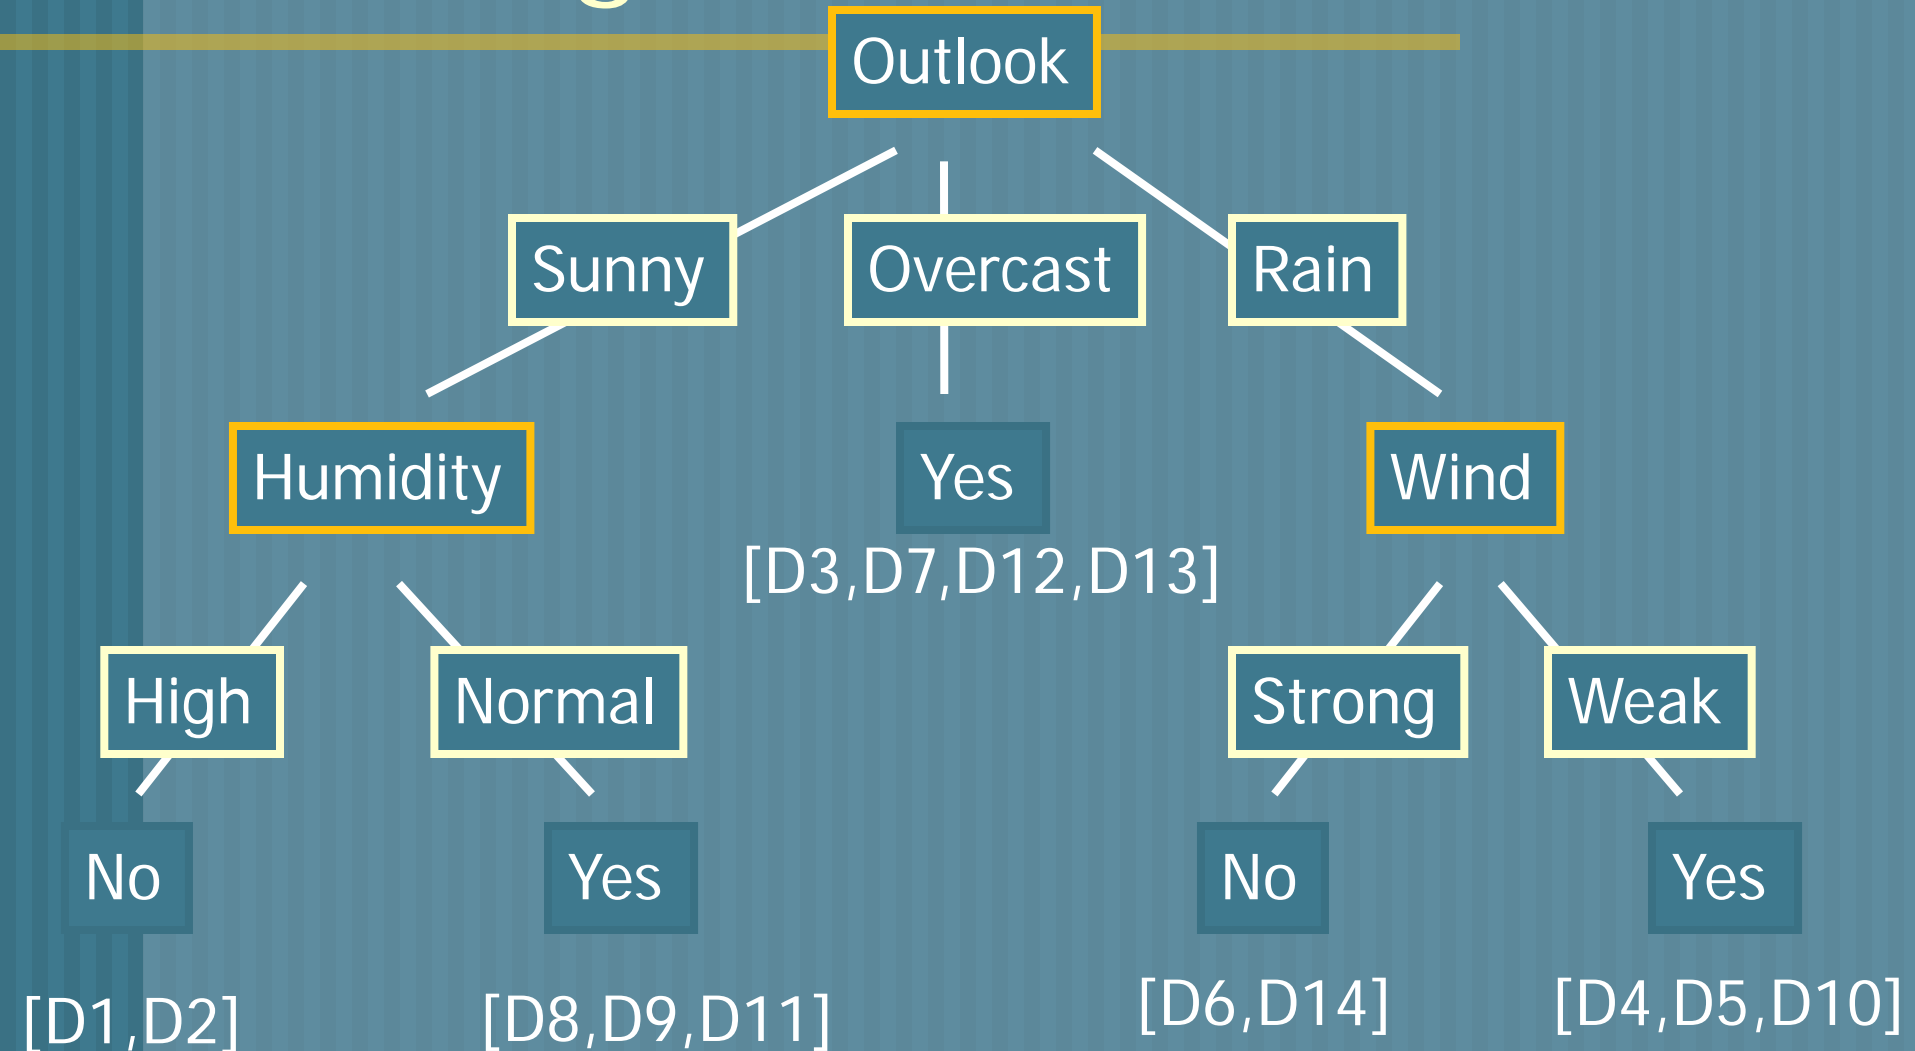 Outlook
Sunny Overcast Rain
Humidity Yes Wind
[D3,D7,D12,D13]
High Normal Strong Weak
No Yes No Yes
[D1,D2] [D8,D9,D11] [D6,D14] [D4,D5,D10]